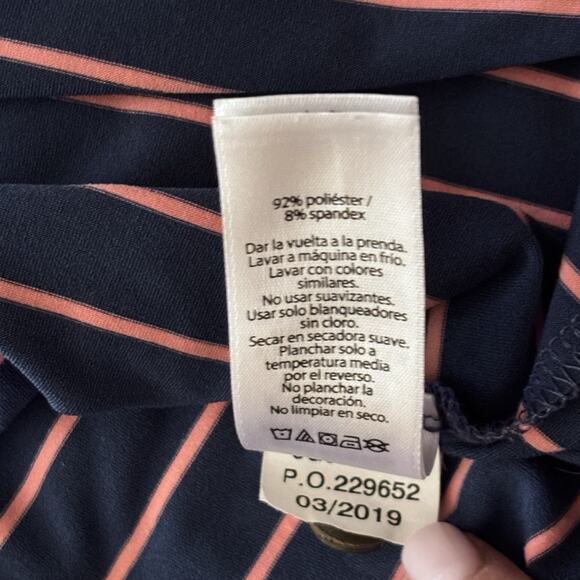 92% poliéster /
8% spandex
Dar la vuelta a la prenda.
Lavar a máquina en frío.
Lavar con colores
similares.
No usar suavizantes.
Usar solo blanqueadores
sin cloro.
Secar en secadora suave.
Planchar solo a
temperatura media
por el reverso.
No planchar la
decoración.
No limpiar en seco.
P.O.229652
03/2019